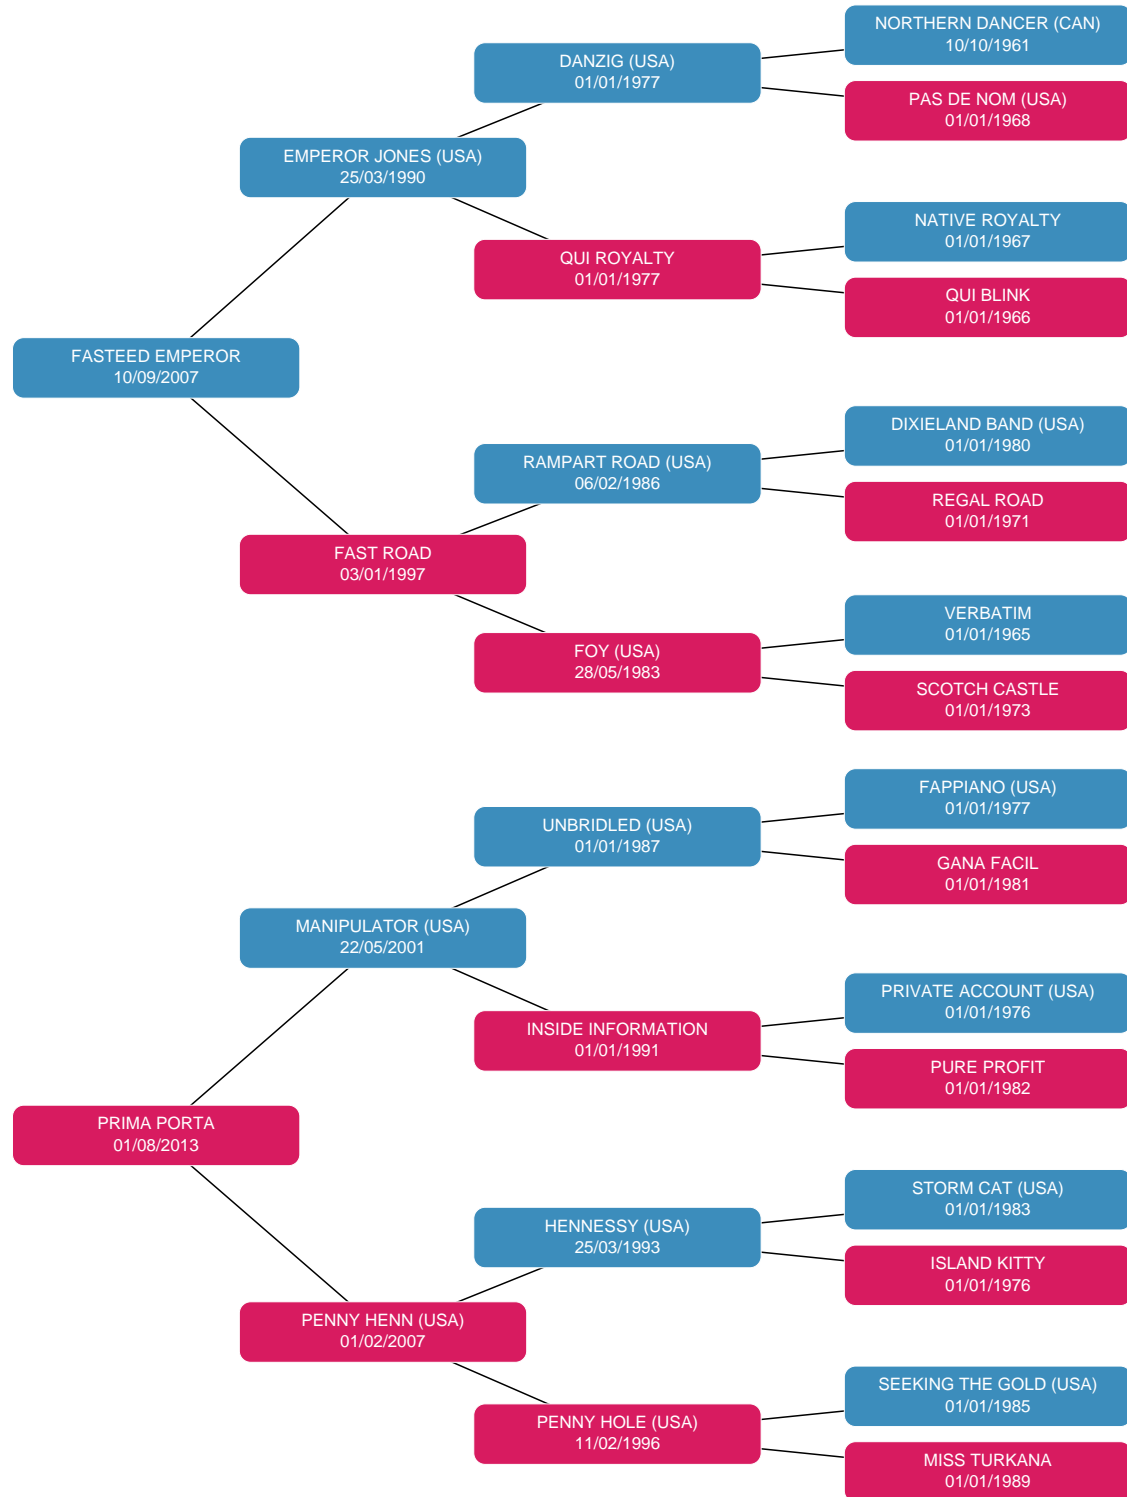 NORTHERN DANCER (CAN)
10/10/1961
DANZIG (USA)
01/01/1977
PAS DE NOM (USA)
01/01/1968
EMPEROR JONES (USA)
25/03/1990
NATIVE ROYALTY
01/01/1967
QUI ROYALTY
01/01/1977
QUI BLINK
01/01/1966
FASTEED EMPEROR
10/09/2007
DIXIELAND BAND (USA)
01/01/1980
RAMPART ROAD (USA)
06/02/1986
REGAL ROAD
01/01/1971
FAST ROAD
03/01/1997
VERBATIM
01/01/1965
FOY (USA)
28/05/1983
SCOTCH CASTLE
01/01/1973
FAPPIANO (USA)
01/01/1977
UNBRIDLED (USA)
01/01/1987
GANA FACIL
01/01/1981
MANIPULATOR (USA)
22/05/2001
PRIVATE ACCOUNT (USA)
01/01/1976
INSIDE INFORMATION
01/01/1991
PURE PROFIT
01/01/1982
PRIMA PORTA
01/08/2013
STORM CAT (USA)
01/01/1983
HENNESSY (USA)
25/03/1993
ISLAND KITTY
01/01/1976
PENNY HENN (USA)
01/02/2007
SEEKING THE GOLD (USA)
01/01/1985
PENNY HOLE (USA)
11/02/1996
MISS TURKANA
01/01/1989